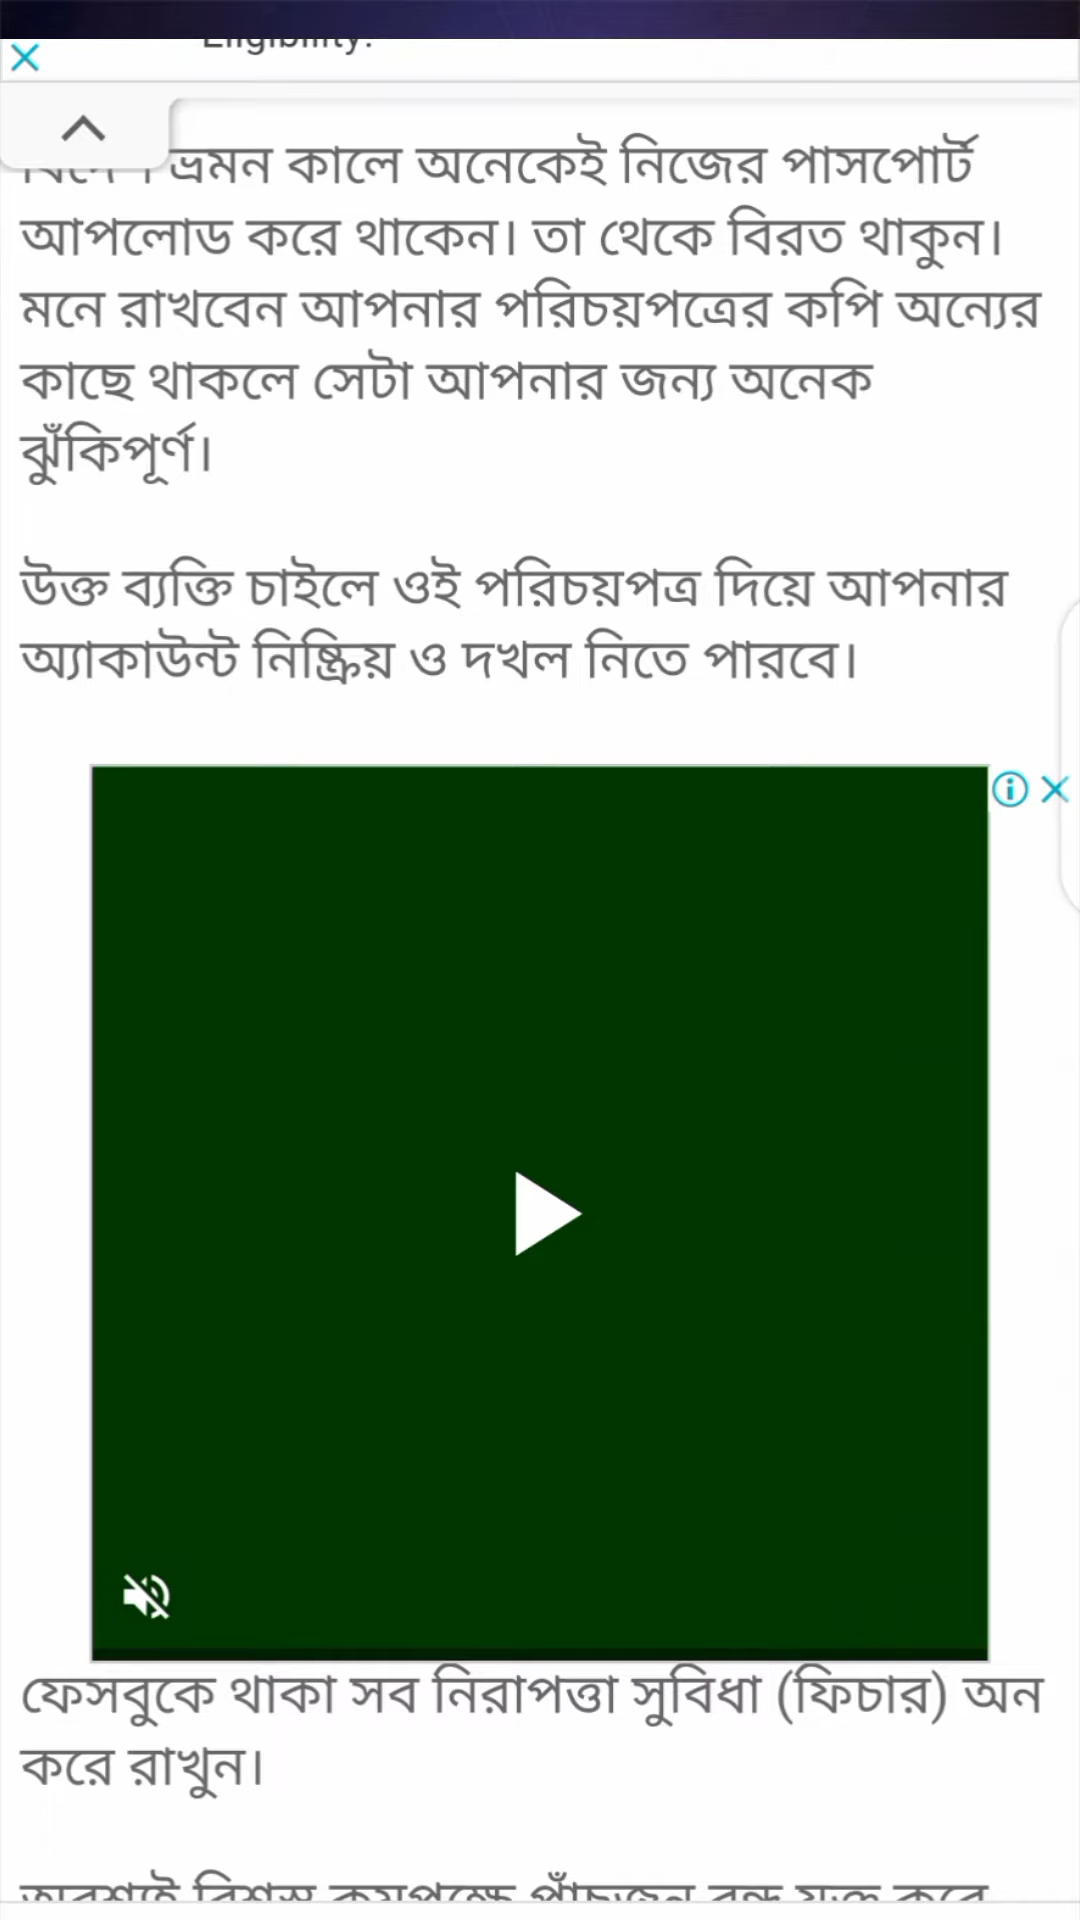 ভ্রমন কালে অনেকেই নিজের পাসপোর্ট
আপলোড করে থাকেন। তা থেকে বিরত থাকুন।
মনে রাখবেন আপনার পরিচয়পত্রের কপি অন্যের
কাছে থাকলে সেটা আপনার জন্য অনেক
ঝুঁকিপূর্ণ।
উক্ত ব্যক্তি চাইলে ওই পরিচয়পত্র দিয়ে আপনার
অ্যাকাউন্ট নিষ্ক্রিয় ও দখল নিতে পারবে।
ফেসবুকে থাকা সব নিরাপত্তা সুবিধা (ফিচার) অন
করে রাখুন।